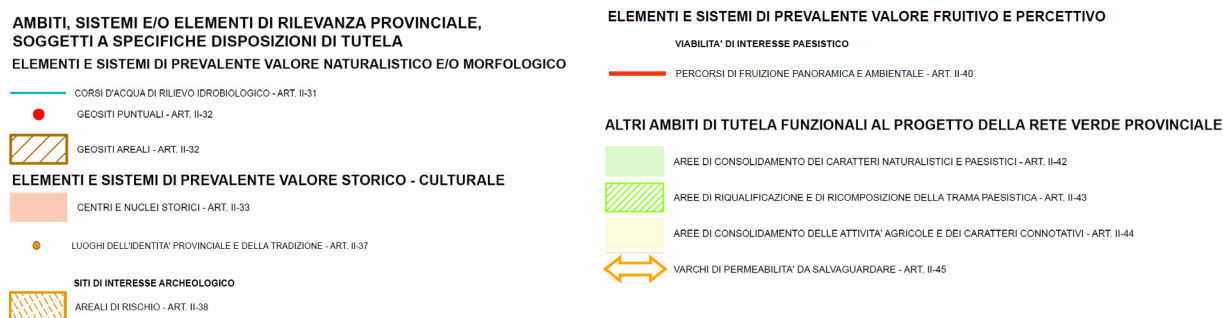 AMBITI, SISTEMI E/O ELEMENTI DI RILEVANZA PROVINCIALE,
SOGGETTI A SPECIFICHE DISPOSIZIONI DI TUTELA
ELEMENTI E SISTEMI DI PREVALENTE VALORE NATURALISTICO E/O MORFOLOGICO
CORSI D'ACQUA DI RILIEVO IDROBIOLOGICO - ART. II-31
GEOSITI PUNTUALI - ART. II-32
GEOSITI AREALI - ART. II-32
ELEMENTI E SISTEMI DI PREVALENTE VALORE STORICO - CULTURALE
CENTRI E NUCLEI STORICI - ART. II-33
LUOGHI DELL'IDENTITA' PROVINCIALE E DELLA TRADIZIONE - ART. II-37
SITI DI INTERESSE ARCHEOLOGICO
AREALI DI RISCHIO - ART. II-38
ELEMENTI E SISTEMI DI PREVALENTE VALORE FRUITIVO E PERCETTIVO
VIABILITA' DI INTERESSE PAESISTICO
PERCORSI DI FRUIZIONE PANORAMICA E AMBIENTALE - ART. II-40
ALTRI AMBITI DI TUTELA FUNZIONALI AL PROGETTO DELLA RETE VERDE PROVINCIALE
AREE DI CONSOLIDAMENTO DEI CARATTERI NATURALISTICI E PAESISTICI - ART. II-42
AREE DI RIQUALIFICAZIONE E DI RICOMPOSIZIONE DELLA TRAMA PAESISTICA - ART. II-43
AREE DI CONSOLIDAMENTO DELLE ATTIVITA' AGRICOLE E DEI CARATTERI CONNOTATIVI - ART. II-44
VARCHI DI PERMEABILITA' DA SALVAGUARDARE - ART. II-45